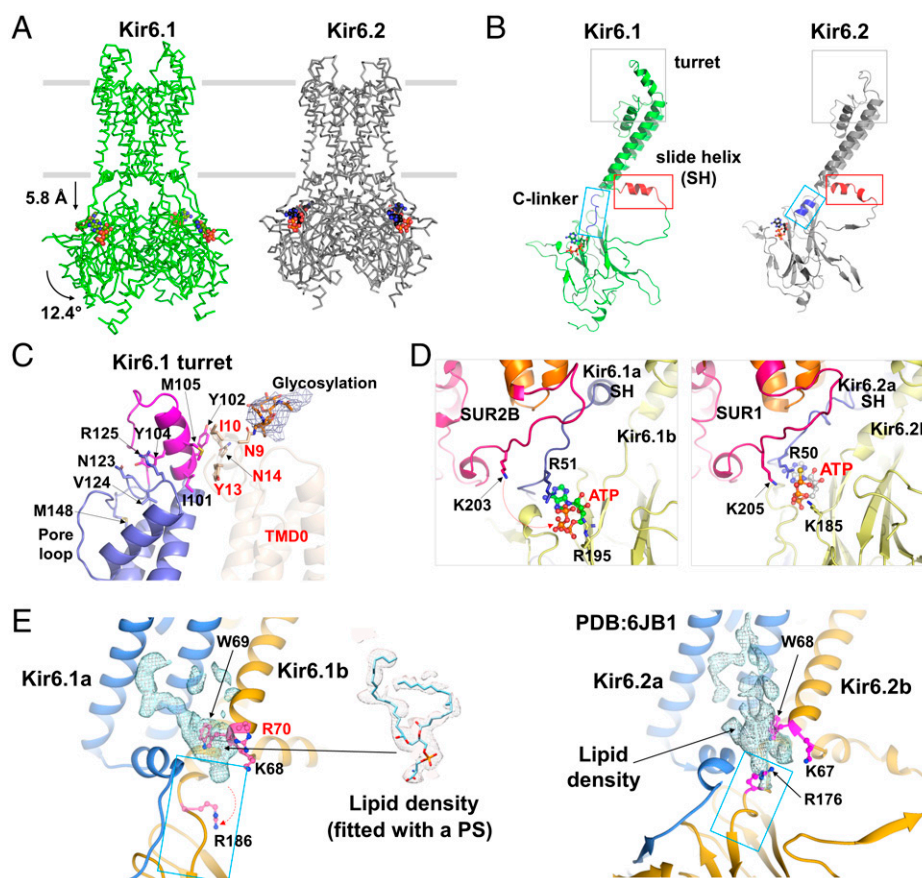 A
Kir6.1
Kir6.2
5.8 Å
12.4°
B
Kir6.1
Kir6.2
turret
slide helix
(SH)
C-linker
C
Kir6.1 turret
M105
Y102
Glycosylation
R125
Y104
I10
N9
N123
V124
N14
Y13
I101
M148
Pore
loop
TMD0
D
Kir6.1a
SH
SUR2B
Kir6.1b
R51
ATP
K203
R195
Kir6.2a
SH
SUR1
R50
ATP
K205
K185
E
W69
Kir6.1a
Kir6.1b
R70
K68
R186
Lipid density
(fitted with a PS)
PDB:6JB1
W68
Kir6.2a
Kir6.2b
Lipid
density
K67
R176